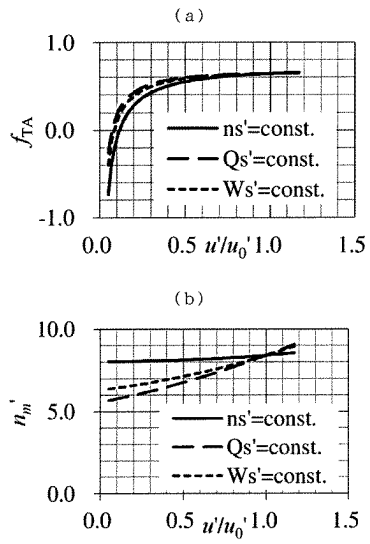 (a)
1.0
0.0
-1.0
f_TA
ns'=const.
Qs'=const.
Ws'=const.
0.0 0.5 u'/u₀' 1.0 1.5
(b)
10.0
5.0
0.0
n_m'
ns'=const.
Qs'=const.
Ws'=const.
0.0 0.5 u'/u₀' 1.0 1.5